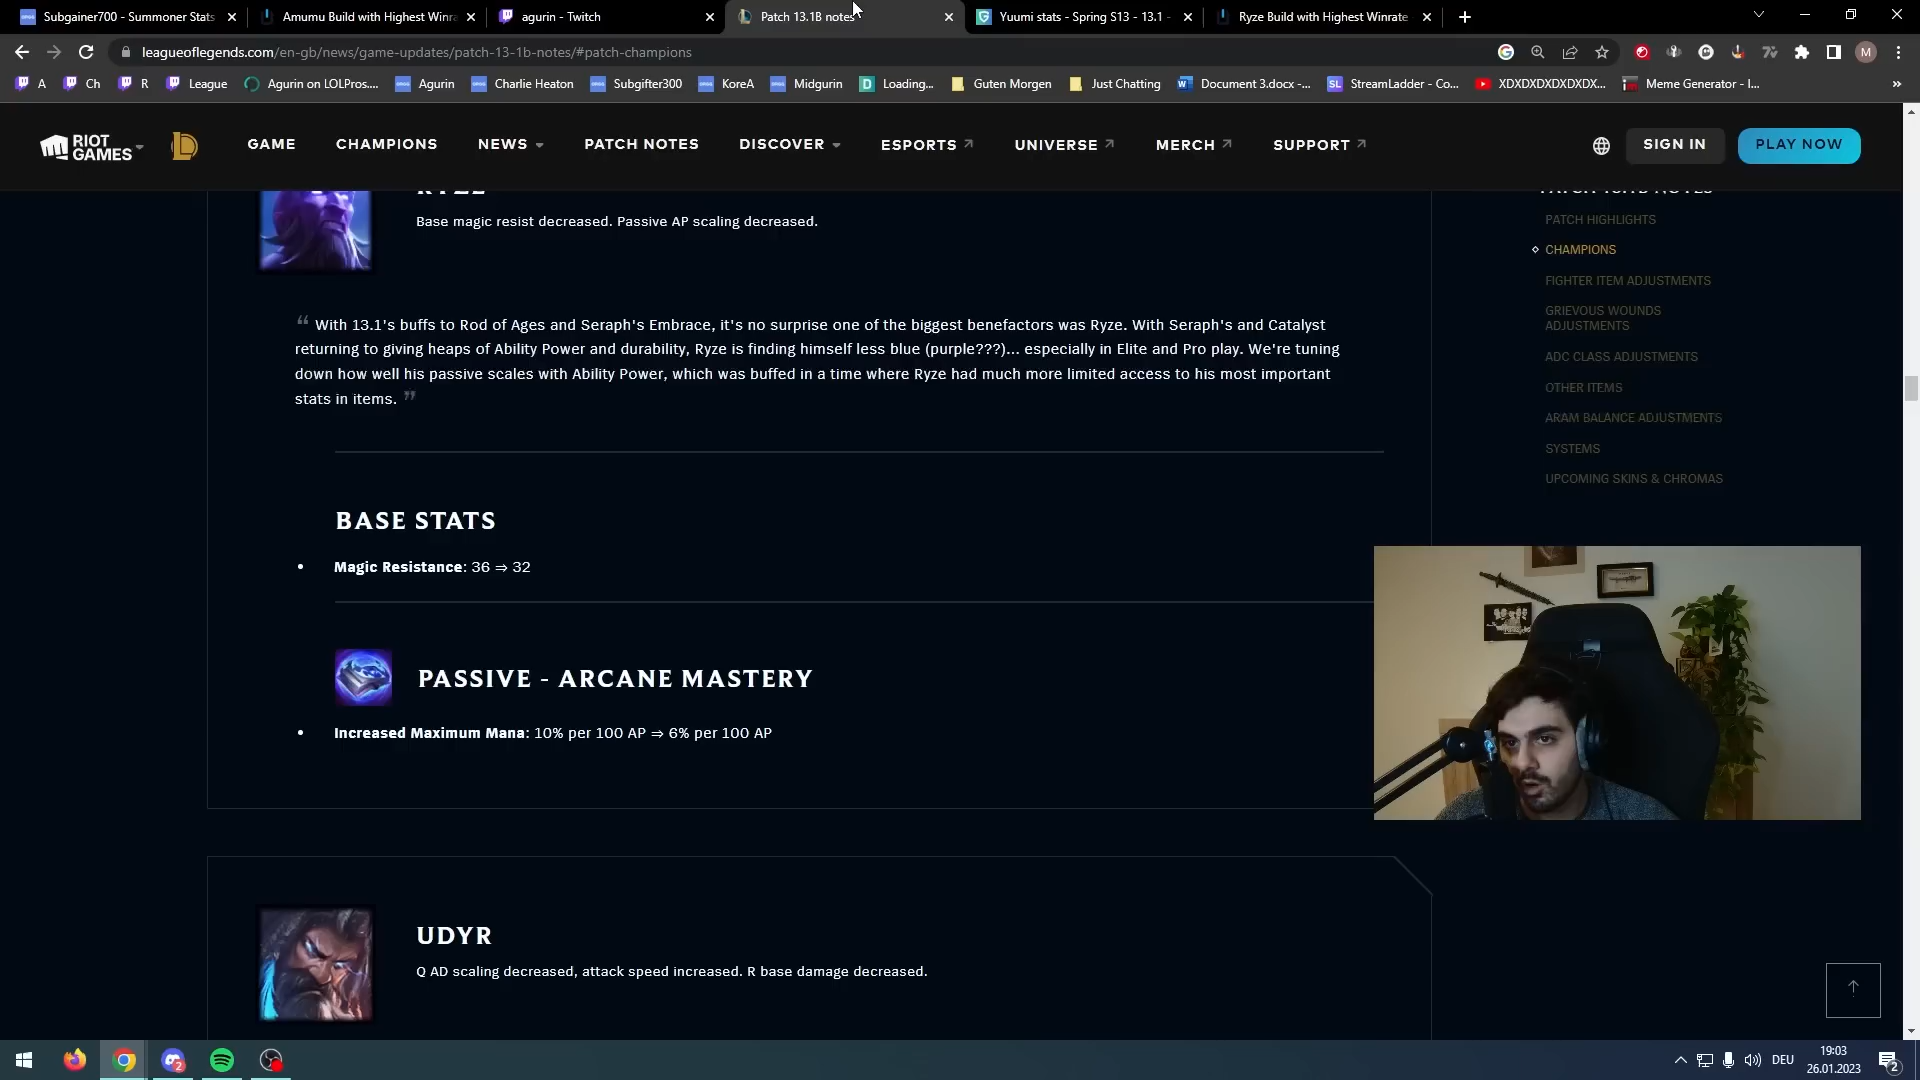 Subgainer700 - Summoner Stats
Amumu Build with Highest Winra
agurin - Twitch
Patch 13.1B notes
Yuumi stats - Spring S13 - 13.1 -
Ryze Build with Highest Winrate
leagueoflegends.com/en-gb/news/game-updates/patch-13-1b-notes/#patch-champions
M
A
Ch
R
League
Agurin on LOLPros....
Agurin
Charlie Heaton
Subgifter300
KoreA
Midgurin
Loading...
Guten Morgen
Just Chatting
Document 3.docx -...
StreamLadder - Co...
XDXDXDXDXDXDX...
Meme Generator - I...
RIOT GAMES
GAME
CHAMPIONS
NEWS
PATCH NOTES
DISCOVER
ESPORTS
UNIVERSE
MERCH
SUPPORT
SIGN IN
PLAY NOW
RYZE
Base magic resist decreased. Passive AP scaling decreased.
“ With 13.1's buffs to Rod of Ages and Seraph's Embrace, it's no surprise one of the biggest benefactors was Ryze. With Seraph's and Catalyst
returning to giving heaps of Ability Power and durability, Ryze is finding himself less blue (purple???)... especially in Elite and Pro play. We're tuning
down how well his passive scales with Ability Power, which was buffed in a time where Ryze had much more limited access to his most important
stats in items. ”
BASE STATS
• Magic Resistance: 36 ⇒ 32
PASSIVE - ARCANE MASTERY
• Increased Maximum Mana: 10% per 100 AP ⇒ 6% per 100 AP
UDYR
Q AD scaling decreased, attack speed increased. R base damage decreased.
PATCH 13.1B NOTES
PATCH HIGHLIGHTS
CHAMPIONS
FIGHTER ITEM ADJUSTMENTS
GRIEVOUS WOUNDS
ADJUSTMENTS
ADC CLASS ADJUSTMENTS
OTHER ITEMS
ARAM BALANCE ADJUSTMENTS
SYSTEMS
UPCOMING SKINS & CHROMAS
DEU
19:03
26.01.2023
2
2